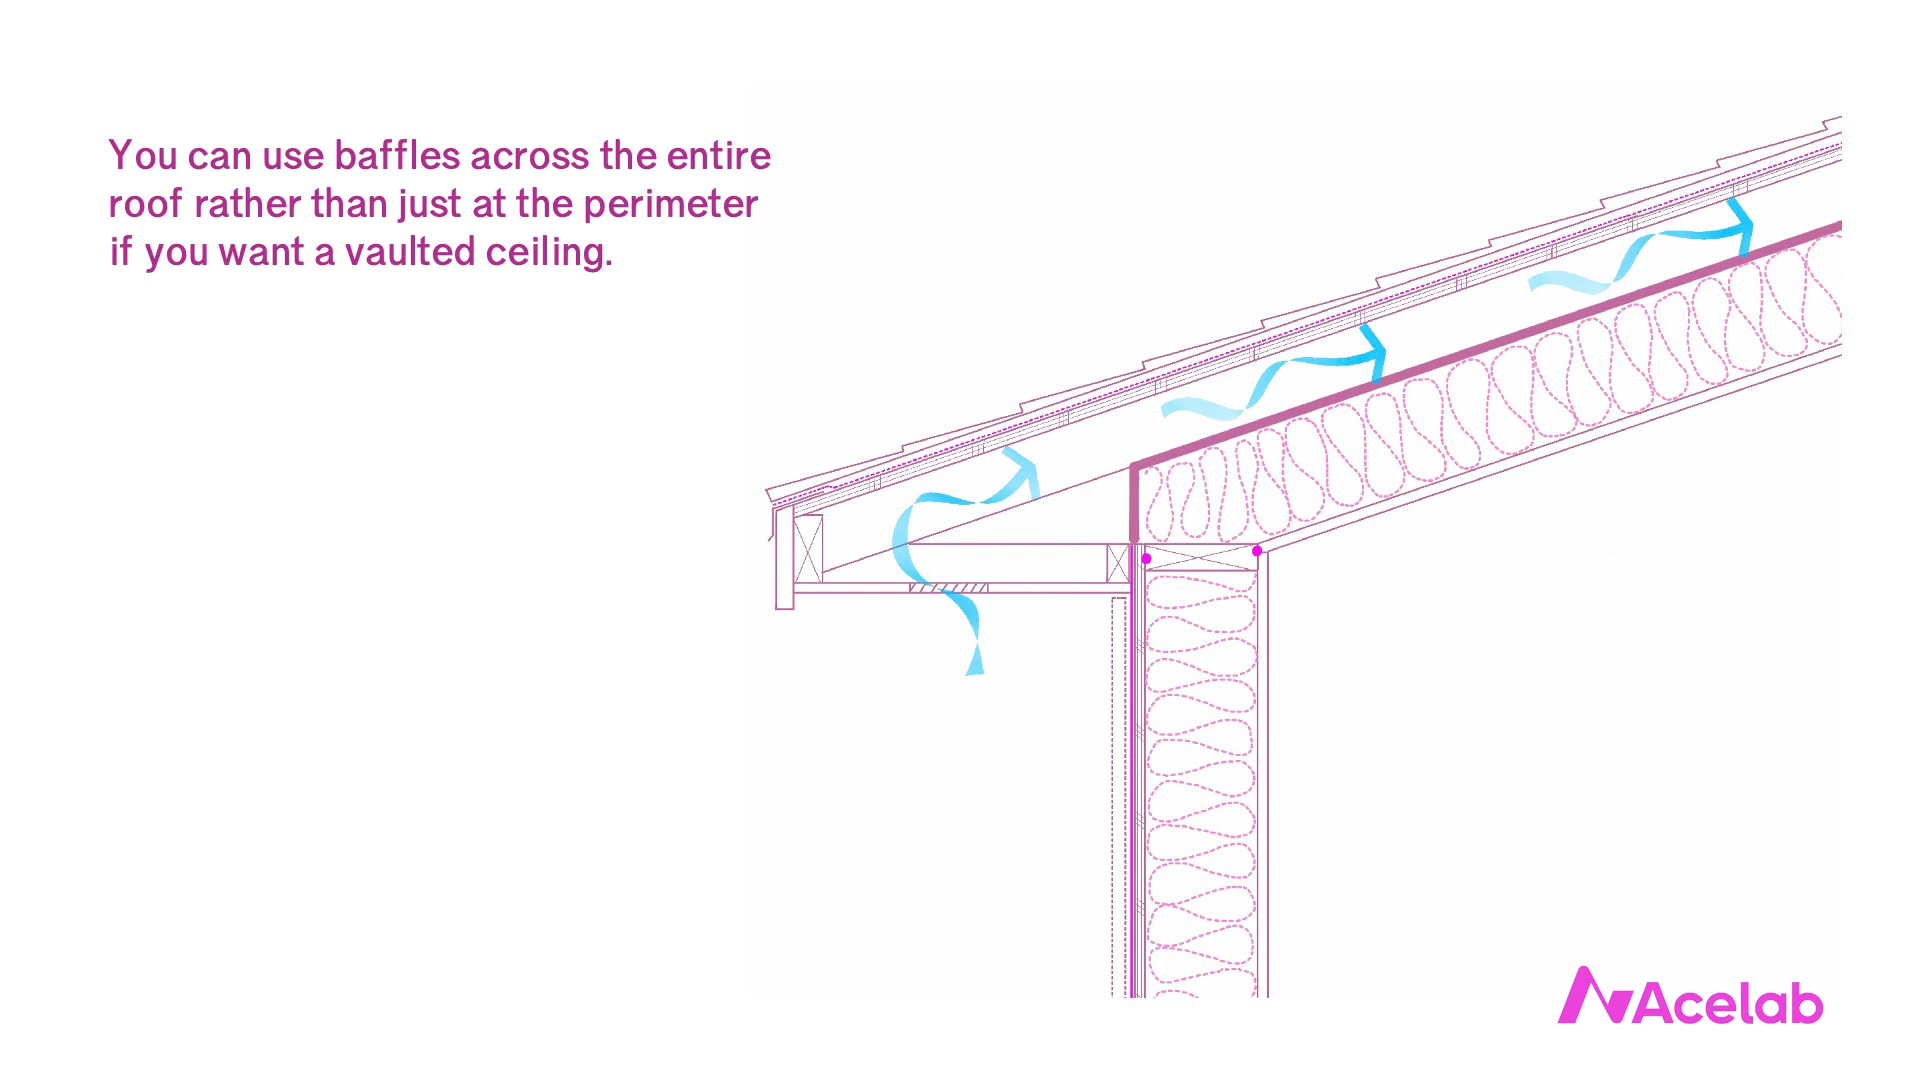 You can use baffles across the entire
roof rather than just at the perimeter
if you want a vaulted ceiling.
Acelab